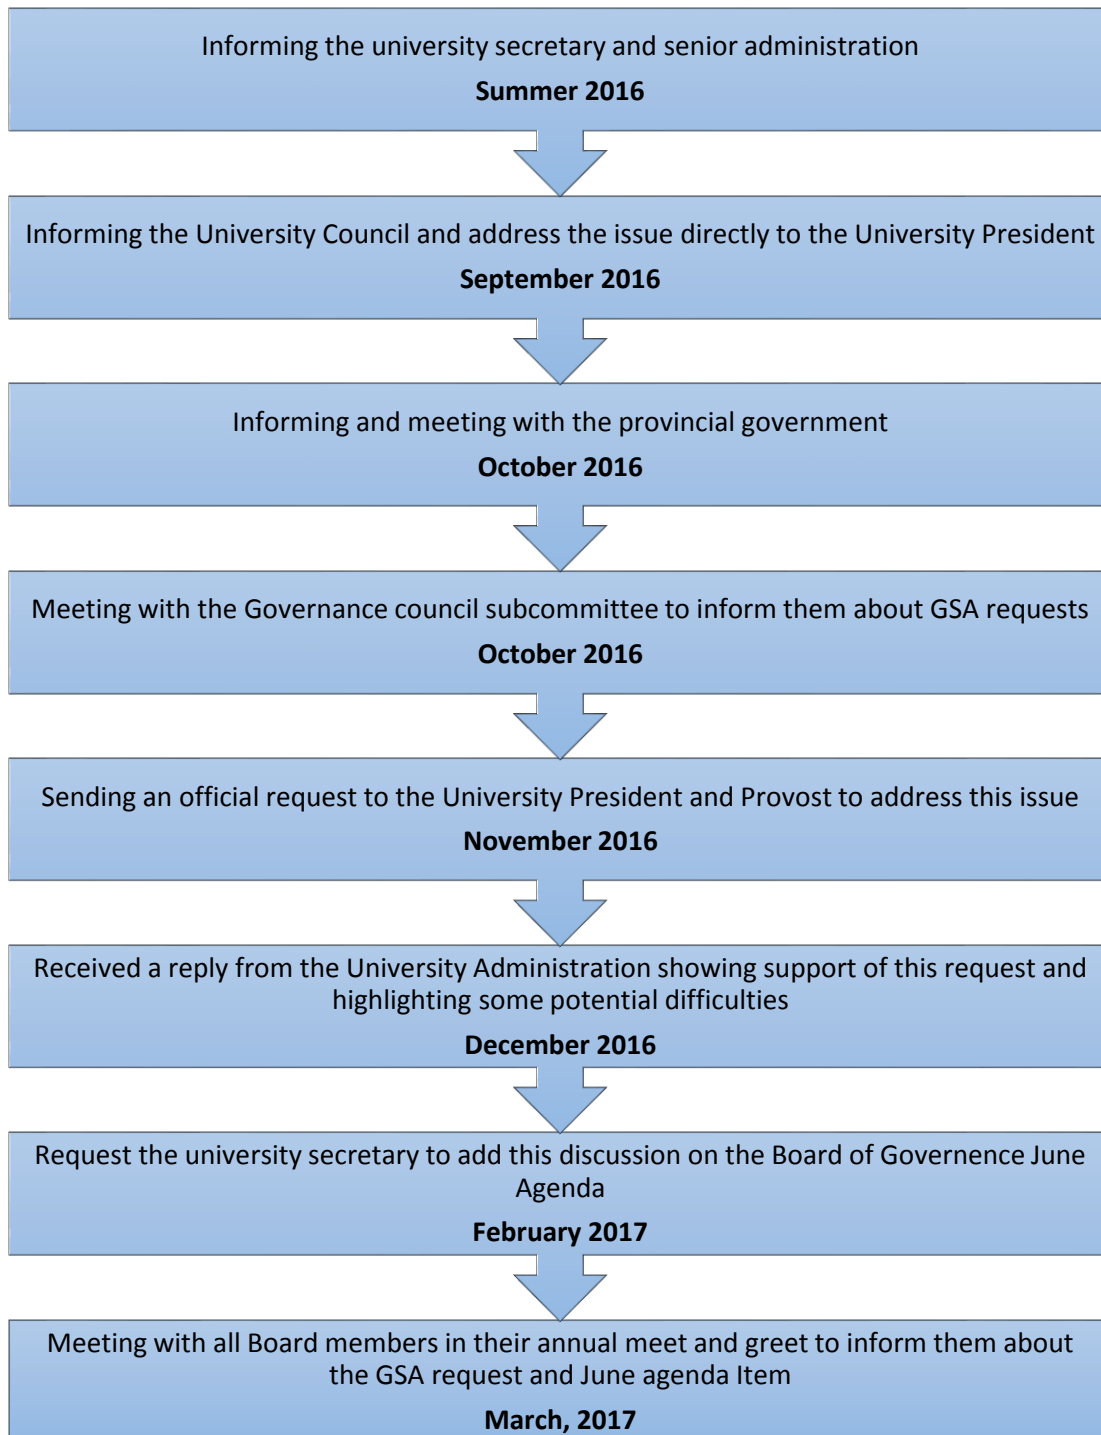 Informing the university secretary and senior administration
Summer 2016
Informing the University Council and address the issue directly to the University President
September 2016
Informing and meeting with the provincial government
October 2016
Meeting with the Governance council subcommittee to inform them about GSA requests
October 2016
Sending an official request to the University President and Provost to address this issue
November 2016
Received a reply from the University Administration showing support of this request and
highlighting some potential difficulties
December 2016
Request the university secretary to add this discussion on the Board of Governence June
Agenda
February 2017
Meeting with all Board members in their annual meet and greet to inform them about
the GSA request and June agenda Item
March, 2017